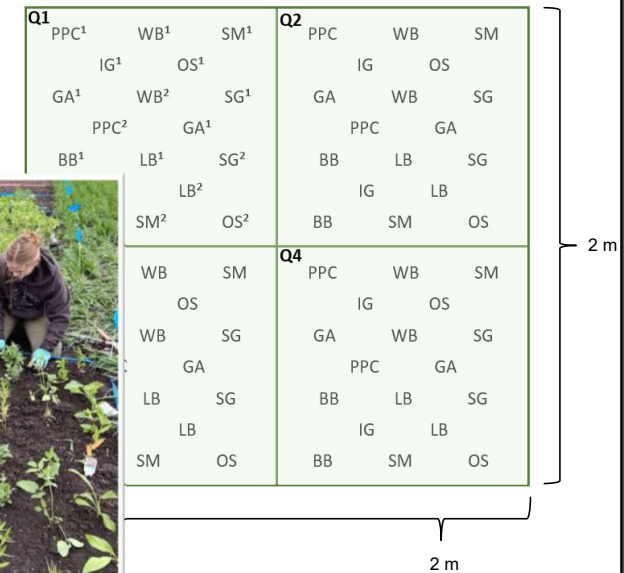 Q1
PPC¹ WB¹ SM¹
IG¹ OS¹
GA¹ WB² SG¹
PPC² GA¹
BB¹ LB¹ SG²
LB²
SM² OS²
Q2
PPC WB SM
IG OS
GA WB SG
PPC GA
BB LB SG
IG LB
BB SM OS
WB SM
OS
WB SG
GA
LB SG
LB
SM OS
Q4
PPC WB SM
IG OS
GA WB SG
PPC GA
BB LB SG
IG LB
BB SM OS
2 m
2 m